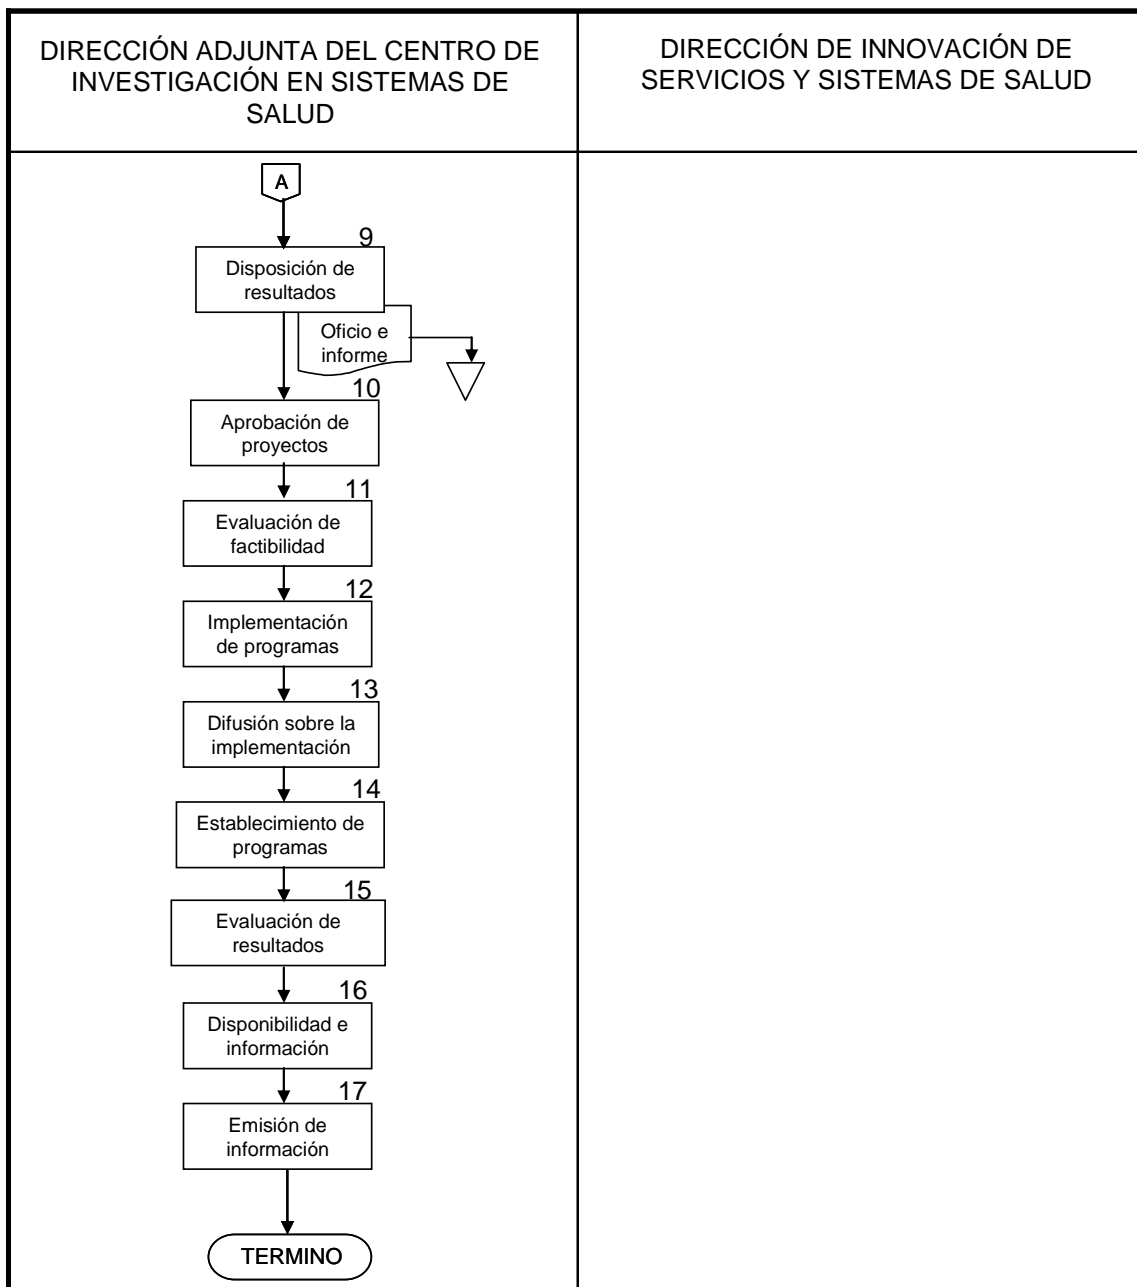 DIRECCIÓN ADJUNTA DEL CENTRO DE
INVESTIGACIÓN EN SISTEMAS DE
SALUD
DIRECCIÓN DE INNOVACIÓN DE
SERVICIOS Y SISTEMAS DE SALUD
A
9
Disposición de
resultados
Oficio e
informe
10
Aprobación de
proyectos
11
Evaluación de
factibilidad
12
Implementación
de programas
13
Difusión sobre la
implementación
14
Establecimiento de
programas
15
Evaluación de
resultados
16
Disponibilidad e
información
17
Emisión de
información
TERMINO